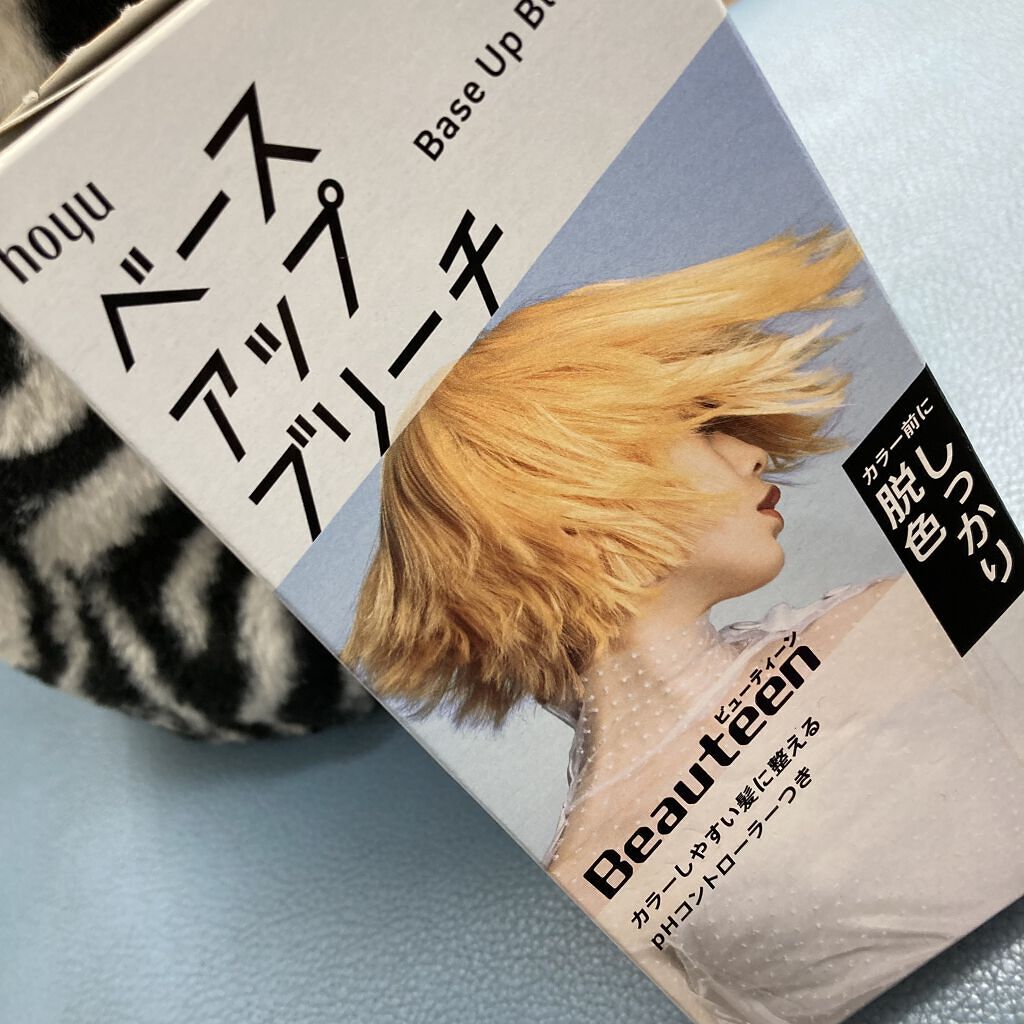 hoyu
ベース
アップ
ブリーチ
Base Up
カラー前に
しっかり
脱色
ビューティーン
Beauteen
カラーしやすい髪に整える
pHコントローラーつき